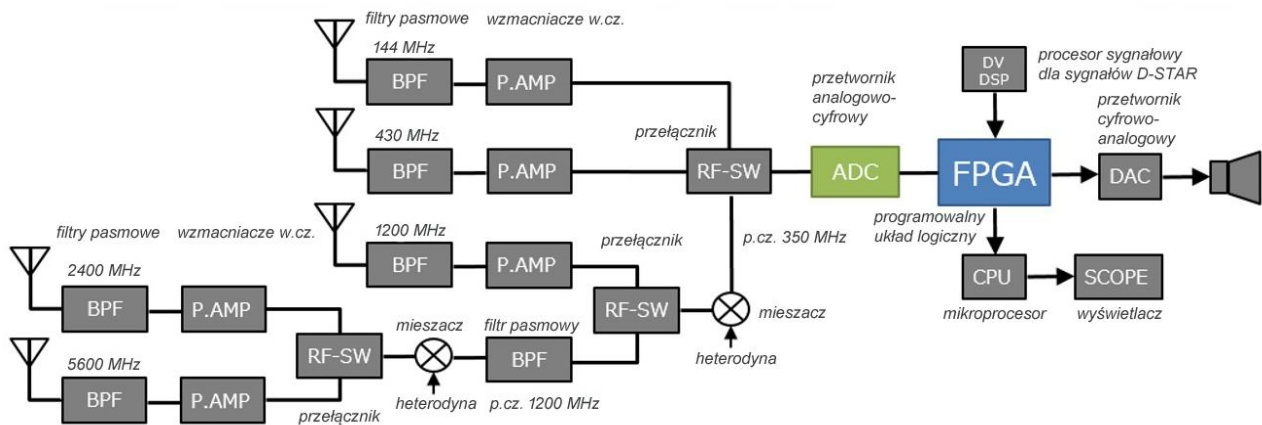 filtry pasmowe wzmacniacze w.cz.
144 MHz
BPF P.AMP
430 MHz
BPF P.AMP
przełącznik
RF-SW
przetwornik
analogowo-
cyfrowy
ADC
DV
DSP
procesor sygnałowy
dla sygnałów D-STAR
przetwornik
cyfrowo-
analogowy
FPGA
DAC
programowalny
układ logiczny
CPU
SCOPE
mikroprocesor
wyświetlacz
1200 MHz
BPF P.AMP
przełącznik
RF-SW
p.cz. 350 MHz
mieszacz
heterodyna
filtry pasmowe wzmacniacze w.cz.
2400 MHz
BPF P.AMP
5600 MHz
BPF P.AMP
RF-SW
przełącznik
mieszacz
heterodyna
filtr pasmowy
BPF
p.cz. 1200 MHz